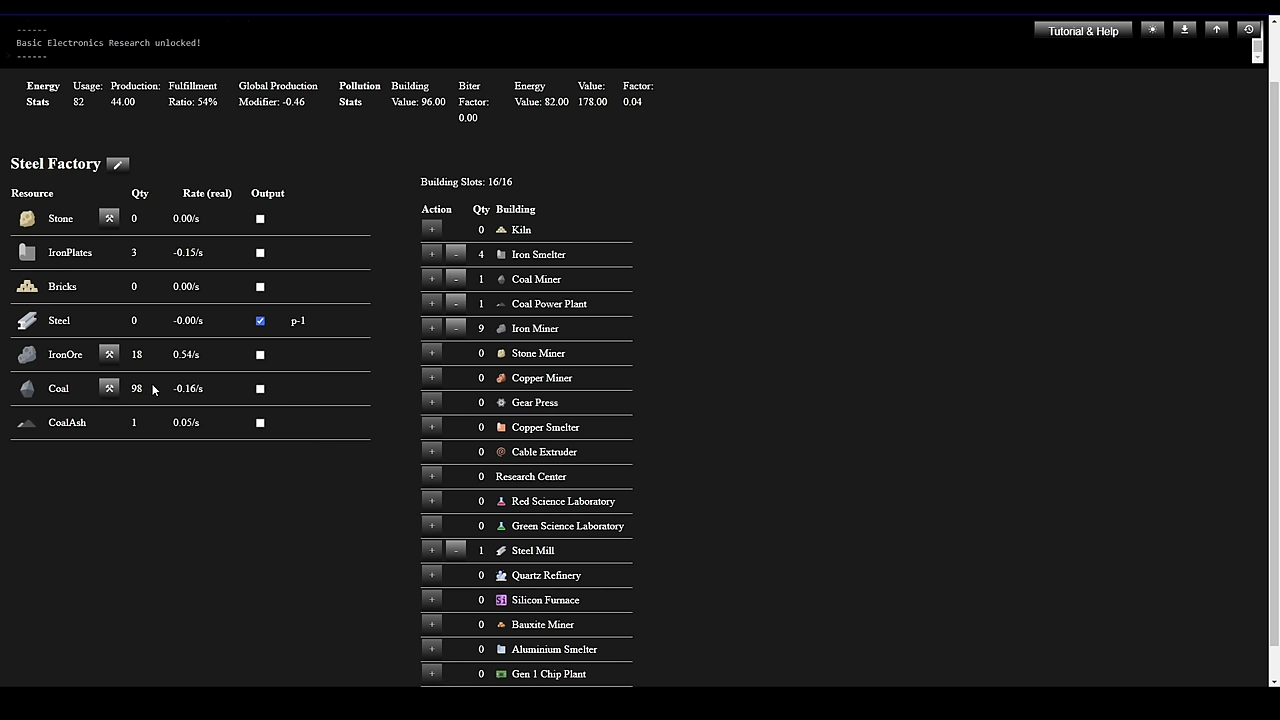 ------
Basic Electronics Research unlocked!
------
Tutorial & Help
Energy Stats Usage: 82 Production: 44.00 Fulfillment Ratio: 54% Global Production Modifier: -0.46 Pollution Stats Building Value: 96.00 Biter Factor: 0.00 Energy Value: 82.00 Value: 178.00 Factor: 0.04
Steel Factory
Resource Qty Rate (real) Output
Stone 0 0.00/s
IronPlates 3 -0.15/s
Bricks 0 0.00/s
Steel 0 -0.00/s p-1
IronOre 18 0.54/s
Coal 98 -0.16/s
CoalAsh 1 0.05/s
Building Slots: 16/16
Action Qty Building
+ 0 Kiln
+ - 4 Iron Smelter
+ - 1 Coal Miner
+ - 1 Coal Power Plant
+ - 9 Iron Miner
+ 0 Stone Miner
+ 0 Copper Miner
+ 0 Gear Press
+ 0 Copper Smelter
+ 0 Cable Extruder
+ 0 Research Center
+ 0 Red Science Laboratory
+ 0 Green Science Laboratory
+ - 1 Steel Mill
+ 0 Quartz Refinery
+ 0 Si Silicon Furnace
+ 0 Bauxite Miner
+ 0 Aluminium Smelter
+ 0 Gen 1 Chip Plant